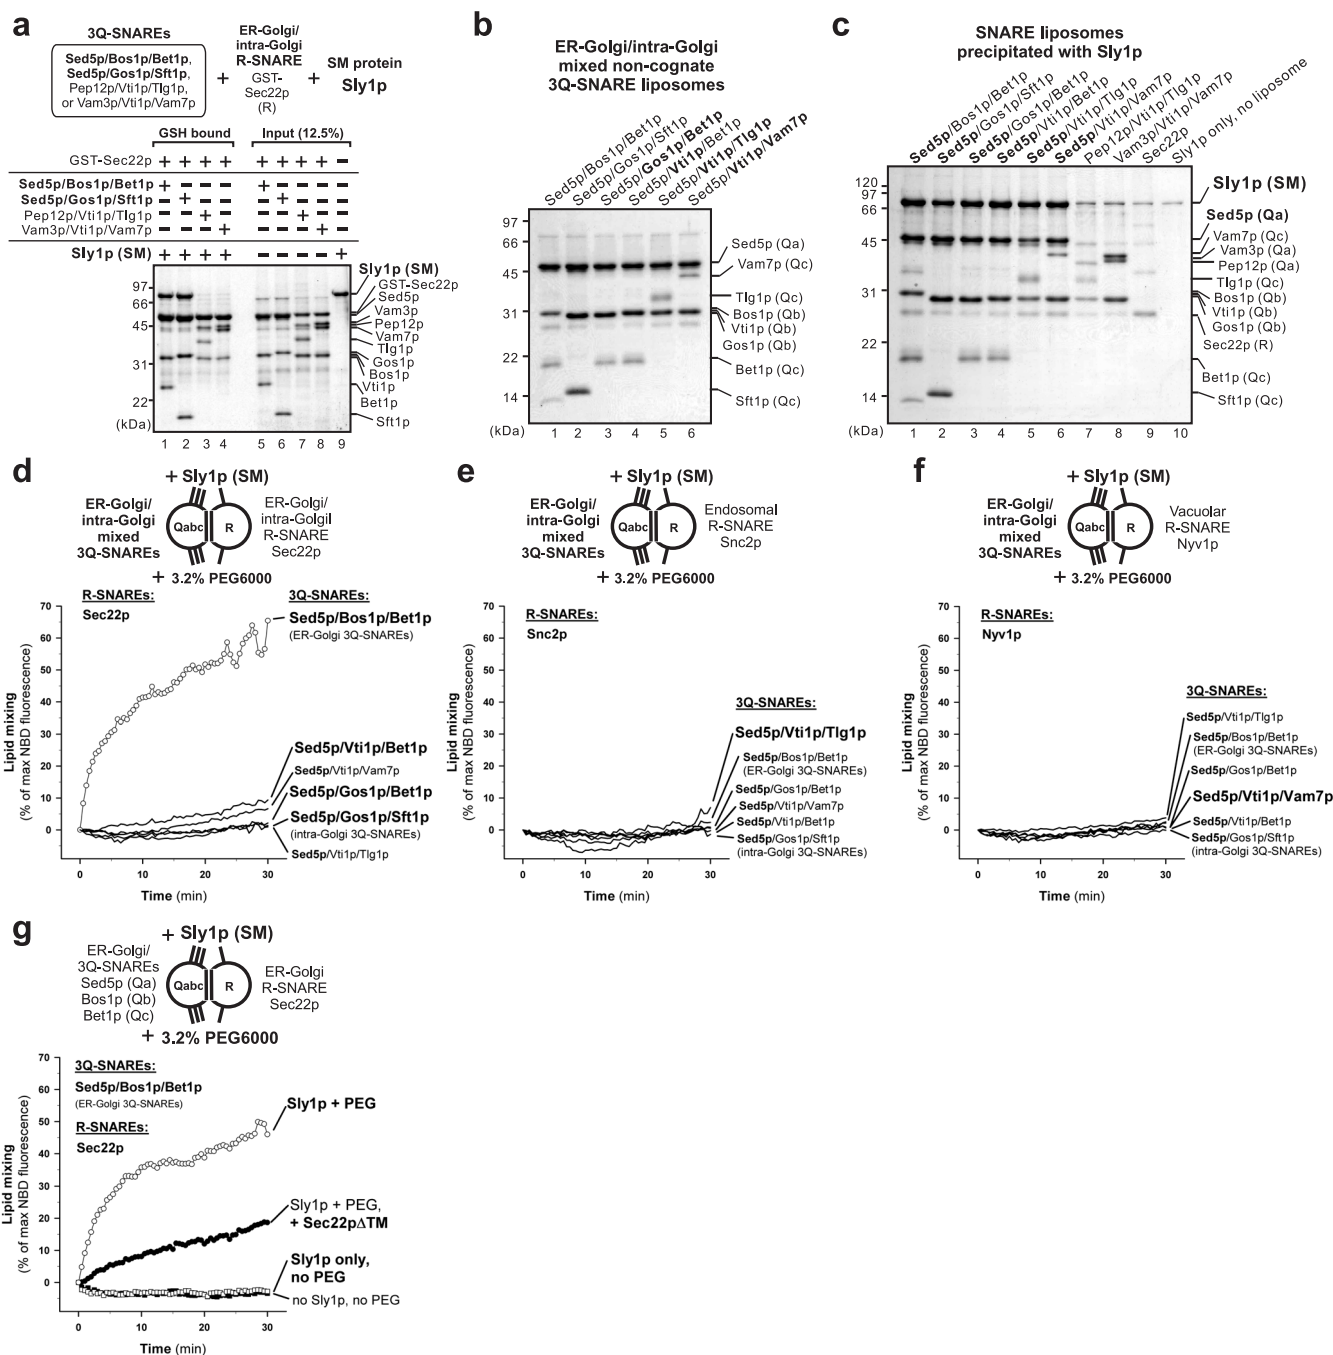 a
3Q-SNAREs
Sed5p/Bos1p/Bet1p,
Sed5p/Gos1p/Sft1p,
Pep12p/Vti1p/Tlg1p,
or Vam3p/Vti1p/Vam7p
+
ER-Golgi/
intra-Golgi
R-SNARE
GST-
Sec22p
(R)
+
SM protein
Sly1p
GSH bound
Input (12.5%)
GST-Sec22p + + + + + + + + −
Sed5p/Bos1p/Bet1p + − − − + − − − −
Sed5p/Gos1p/Sft1p − + − − − + − − −
Pep12p/Vti1p/Tlg1p − − + − − − + − −
Vam3p/Vti1p/Vam7p − − − + − − − + −
Sly1p (SM) + + + + − − − − +
97
66
45
31
22
(kDa)
Sly1p (SM)
GST-Sec22p
Sed5p
Vam3p
Pep12p
Vam7p
Tlg1p
Gos1p
Bos1p
Vti1p
Bet1p
Sft1p
1 2 3 4 5 6 7 8 9
b
ER-Golgi/intra-Golgi
mixed non-cognate
3Q-SNARE liposomes
Sed5p/Bos1p/Bet1p
Sed5p/Gos1p/Sft1p
Sed5p/Gos1p/Bet1p
Sed5p/Vti1p/Bet1p
Sed5p/Vti1p/Tlg1p
Sed5p/Vti1p/Vam7p
97
66
45
31
22
14
(kDa)
Sed5p (Qa)
Vam7p (Qc)
Tlg1p (Qc)
Bos1p (Qb)
Vti1p (Qb)
Gos1p (Qb)
Bet1p (Qc)
Sft1p (Qc)
1 2 3 4 5 6
c
SNARE liposomes
precipitated with Sly1p
Sed5p/Bos1p/Bet1p
Sed5p/Gos1p/Sft1p
Sed5p/Gos1p/Bet1p
Sed5p/Vti1p/Bet1p
Sed5p/Vti1p/Tlg1p
Sed5p/Vti1p/Vam7p
Pep12p/Vti1p/Tlg1p
Vam3p/Vti1p/Vam7p
Sec22p
Sly1p only, no liposome
120
97
66
45
31
22
14
(kDa)
Sly1p (SM)
Sed5p (Qa)
Vam7p (Qc)
Vam3p (Qa)
Pep12p (Qa)
Tlg1p (Qc)
Bos1p (Qb)
Vti1p (Qb)
Gos1p (Qb)
Sec22p (R)
Bet1p (Qc)
Sft1p (Qc)
1 2 3 4 5 6 7 8 9 10
d
+ Sly1p (SM)
ER-Golgi/
intra-Golgi
mixed
3Q-SNAREs
Qabc
R
ER-Golgi/
intra-Golgil
R-SNARE
Sec22p
+ 3.2% PEG6000
R-SNAREs:
Sec22p
3Q-SNAREs:
Sed5p/Bos1p/Bet1p
(ER-Golgi 3Q-SNAREs)
Sed5p/Vti1p/Bet1p
Sed5p/Vti1p/Vam7p
Sed5p/Gos1p/Bet1p
Sed5p/Gos1p/Sft1p
(intra-Golgi 3Q-SNAREs)
Sed5p/Vti1p/Tlg1p
Lipid mixing
(% of max NBD fluorescence)
70
60
50
40
30
20
10
0
0 10 20 30
Time (min)
e
+ Sly1p (SM)
ER-Golgi/
intra-Golgi
mixed
3Q-SNAREs
Qabc
R
Endosomal
R-SNARE
Snc2p
+ 3.2% PEG6000
R-SNAREs:
Snc2p
3Q-SNAREs:
Sed5p/Vti1p/Tlg1p
Sed5p/Bos1p/Bet1p
(ER-Golgi 3Q-SNAREs)
Sed5p/Gos1p/Bet1p
Sed5p/Vti1p/Vam7p
Sed5p/Vti1p/Bet1p
Sed5p/Gos1p/Sft1p
(intra-Golgi 3Q-SNAREs)
Lipid mixing
(% of max NBD fluorescence)
70
60
50
40
30
20
10
0
0 10 20 30
Time (min)
f
+ Sly1p (SM)
ER-Golgi/
intra-Golgi
mixed
3Q-SNAREs
Qabc
R
Vacuolar
R-SNARE
Nyv1p
+ 3.2% PEG6000
R-SNAREs:
Nyv1p
3Q-SNAREs:
Sed5p/Vti1p/Tlg1p
Sed5p/Bos1p/Bet1p
(ER-Golgi 3Q-SNAREs)
Sed5p/Gos1p/Bet1p
Sed5p/Vti1p/Vam7p
Sed5p/Vti1p/Bet1p
Sed5p/Gos1p/Sft1p
(intra-Golgi 3Q-SNAREs)
Lipid mixing
(% of max NBD fluorescence)
70
60
50
40
30
20
10
0
0 10 20 30
Time (min)
g
+ Sly1p (SM)
ER-Golgi/
3Q-SNAREs
Sed5p (Qa)
Bos1p (Qb)
Bet1p (Qc)
Qabc
R
ER-Golgi
R-SNARE
Sec22p
+ 3.2% PEG6000
3Q-SNAREs:
Sed5p/Bos1p/Bet1p
(ER-Golgi 3Q-SNAREs)
R-SNAREs:
Sec22p
Sly1p + PEG
Sly1p + PEG,
+ Sec22pΔTM
Sly1p only,
no PEG
no Sly1p, no PEG
Lipid mixing
(% of max NBD fluorescence)
70
60
50
40
30
20
10
0
0 10 20 30
Time (min)